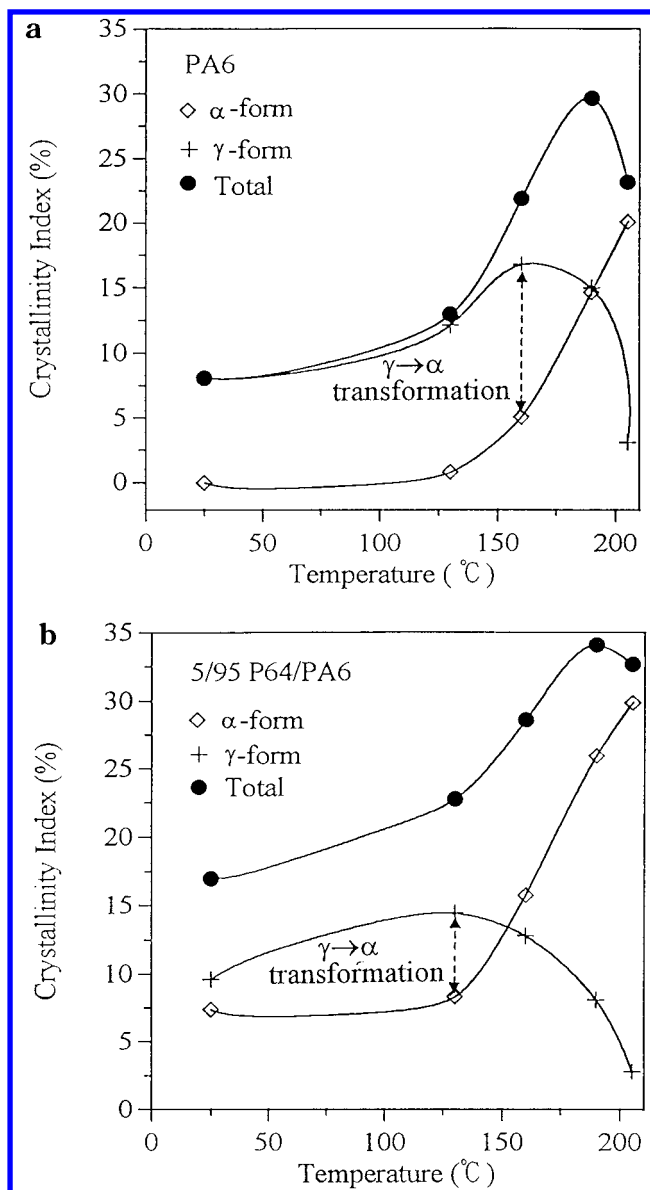 a
35
30
25
20
15
10
5
0
Crystallinity Index (%)
PA6
α-form
γ-form
Total
γ→α
transformation
0 50 100 150 200
Temperature (℃)
b
35
30
25
20
15
10
5
0
Crystallinity Index (%)
5/95 P64/PA6
α-form
γ-form
Total
γ→α
transformation
0 50 100 150 200
Temperature (℃)